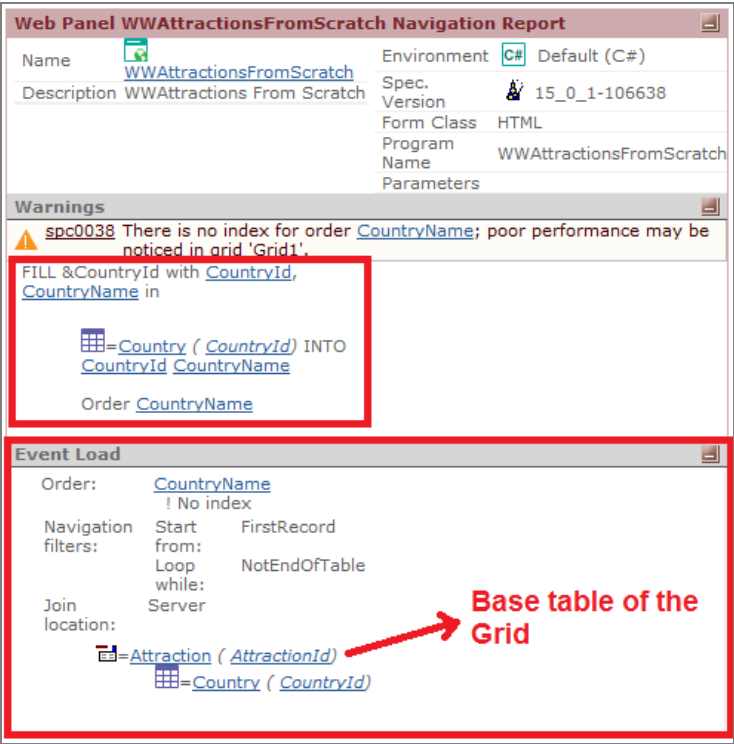 Web Panel WWAttractionsFromScratch Navigation Report
Name
WWAttractionsFromScratch
Description WWAttractions From Scratch
Environment C# Default (C#)
Spec.
Version
15_0_1-106638
Form Class HTML
Program
Name
WWAttractionsFromScratch
Parameters
Warnings
spc0038 There is no index for order CountryName; poor performance may be
noticed in grid 'Grid1'.
FILL &CountryId with CountryId,
CountryName in
=Country ( CountryId) INTO
CountryId CountryName
Order CountryName
Event Load
Order: CountryName
! No index
Navigation
filters:
Start
from:
FirstRecord
Loop
while:
NotEndOfTable
Join
location:
Server
=Attraction ( AttractionId)
=Country ( CountryId)
Base table of the
Grid